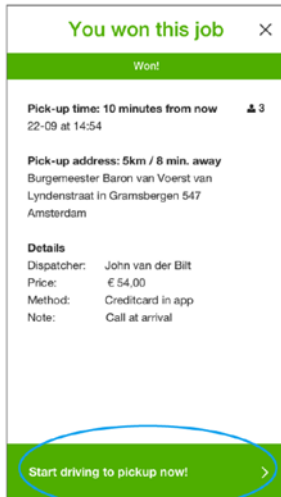 You won this job
Won!
Pick-up time: 10 minutes from now 3
22-09 at 14:54
Pick-up address: 5km / 8 min. away
Burgemeester Baron van Voerst van
Lyndenstraat in Gramsbergen 547
Amsterdam
Details
Dispatcher: John van der Bilt
Price: € 54,00
Method: Creditcard in app
Note: Call at arrival
Start driving to pickup now!